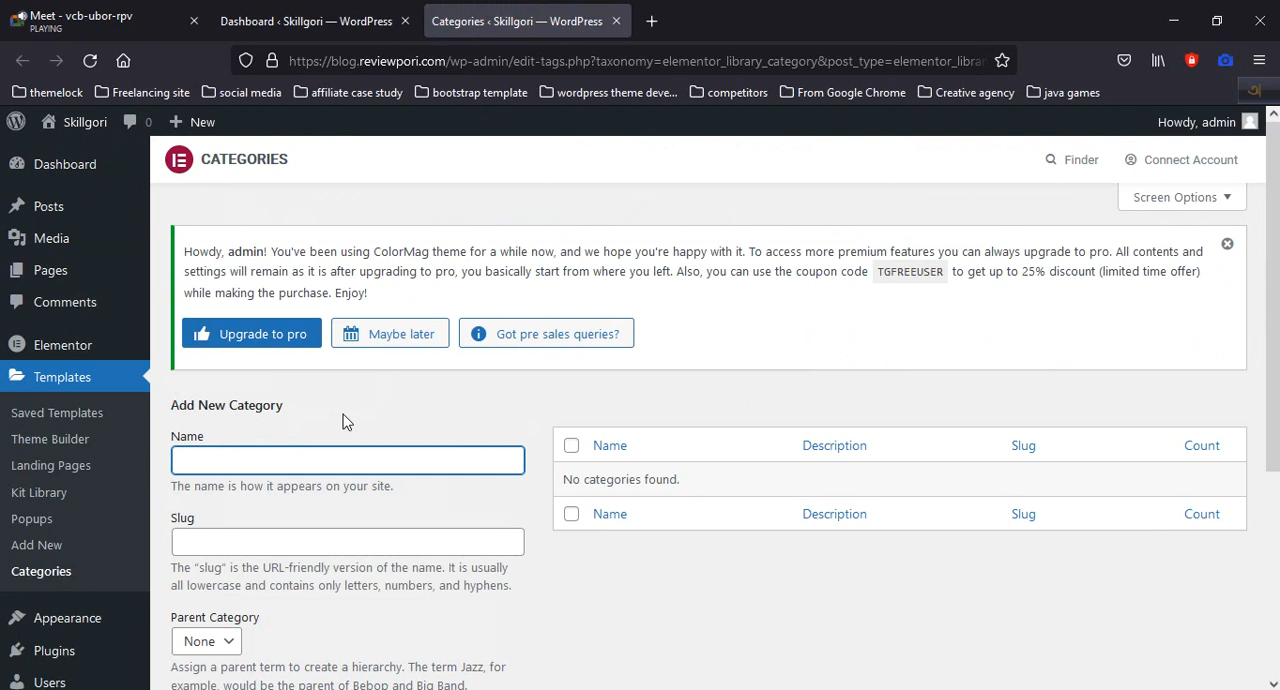 Meet - vcb-ubor-rpv
PLAYING
Dashboard ‹ Skillgori — WordPress
Categories ‹ Skillgori — WordPress
https://blog.reviewpori.com/wp-admin/edit-tags.php?taxonomy=elementor_library_category&post_type=elementor_librar
themelock
Freelancing site
social media
affiliate case study
bootstrap template
wordpress theme deve...
competitors
From Google Chrome
Creative agency
java games
Skillgori
0
New
Howdy, admin
Dashboard
Posts
Media
Pages
Comments
Elementor
Templates
Saved Templates
Theme Builder
Landing Pages
Kit Library
Popups
Add New
Categories
Appearance
Plugins
Users
CATEGORIES
Finder
Connect Account
Screen Options
Howdy, admin! You've been using ColorMag theme for a while now, and we hope you're happy with it. To access more premium features you can always upgrade to pro. All contents and
settings will remain as it is after upgrading to pro, you basically start from where you left. Also, you can use the coupon code TGFREEUSER to get up to 25% discount (limited time offer)
while making the purchase. Enjoy!
Upgrade to pro
Maybe later
Got pre sales queries?
Add New Category
Name
The name is how it appears on your site.
Slug
The “slug” is the URL-friendly version of the name. It is usually
all lowercase and contains only letters, numbers, and hyphens.
Parent Category
None
Assign a parent term to create a hierarchy. The term Jazz, for
example, would be the parent of Bebop and Big Band.
Name Description Slug Count
No categories found.
Name Description Slug Count